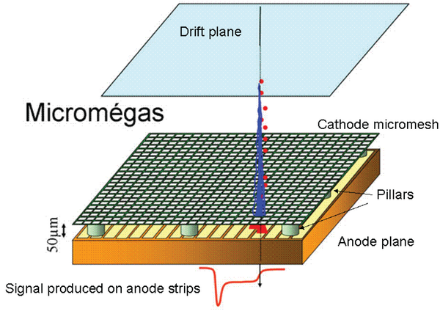 Drift plane
Micromégas
Cathode micromesh
Pillars
50µm
Anode plane
Signal produced on anode strips